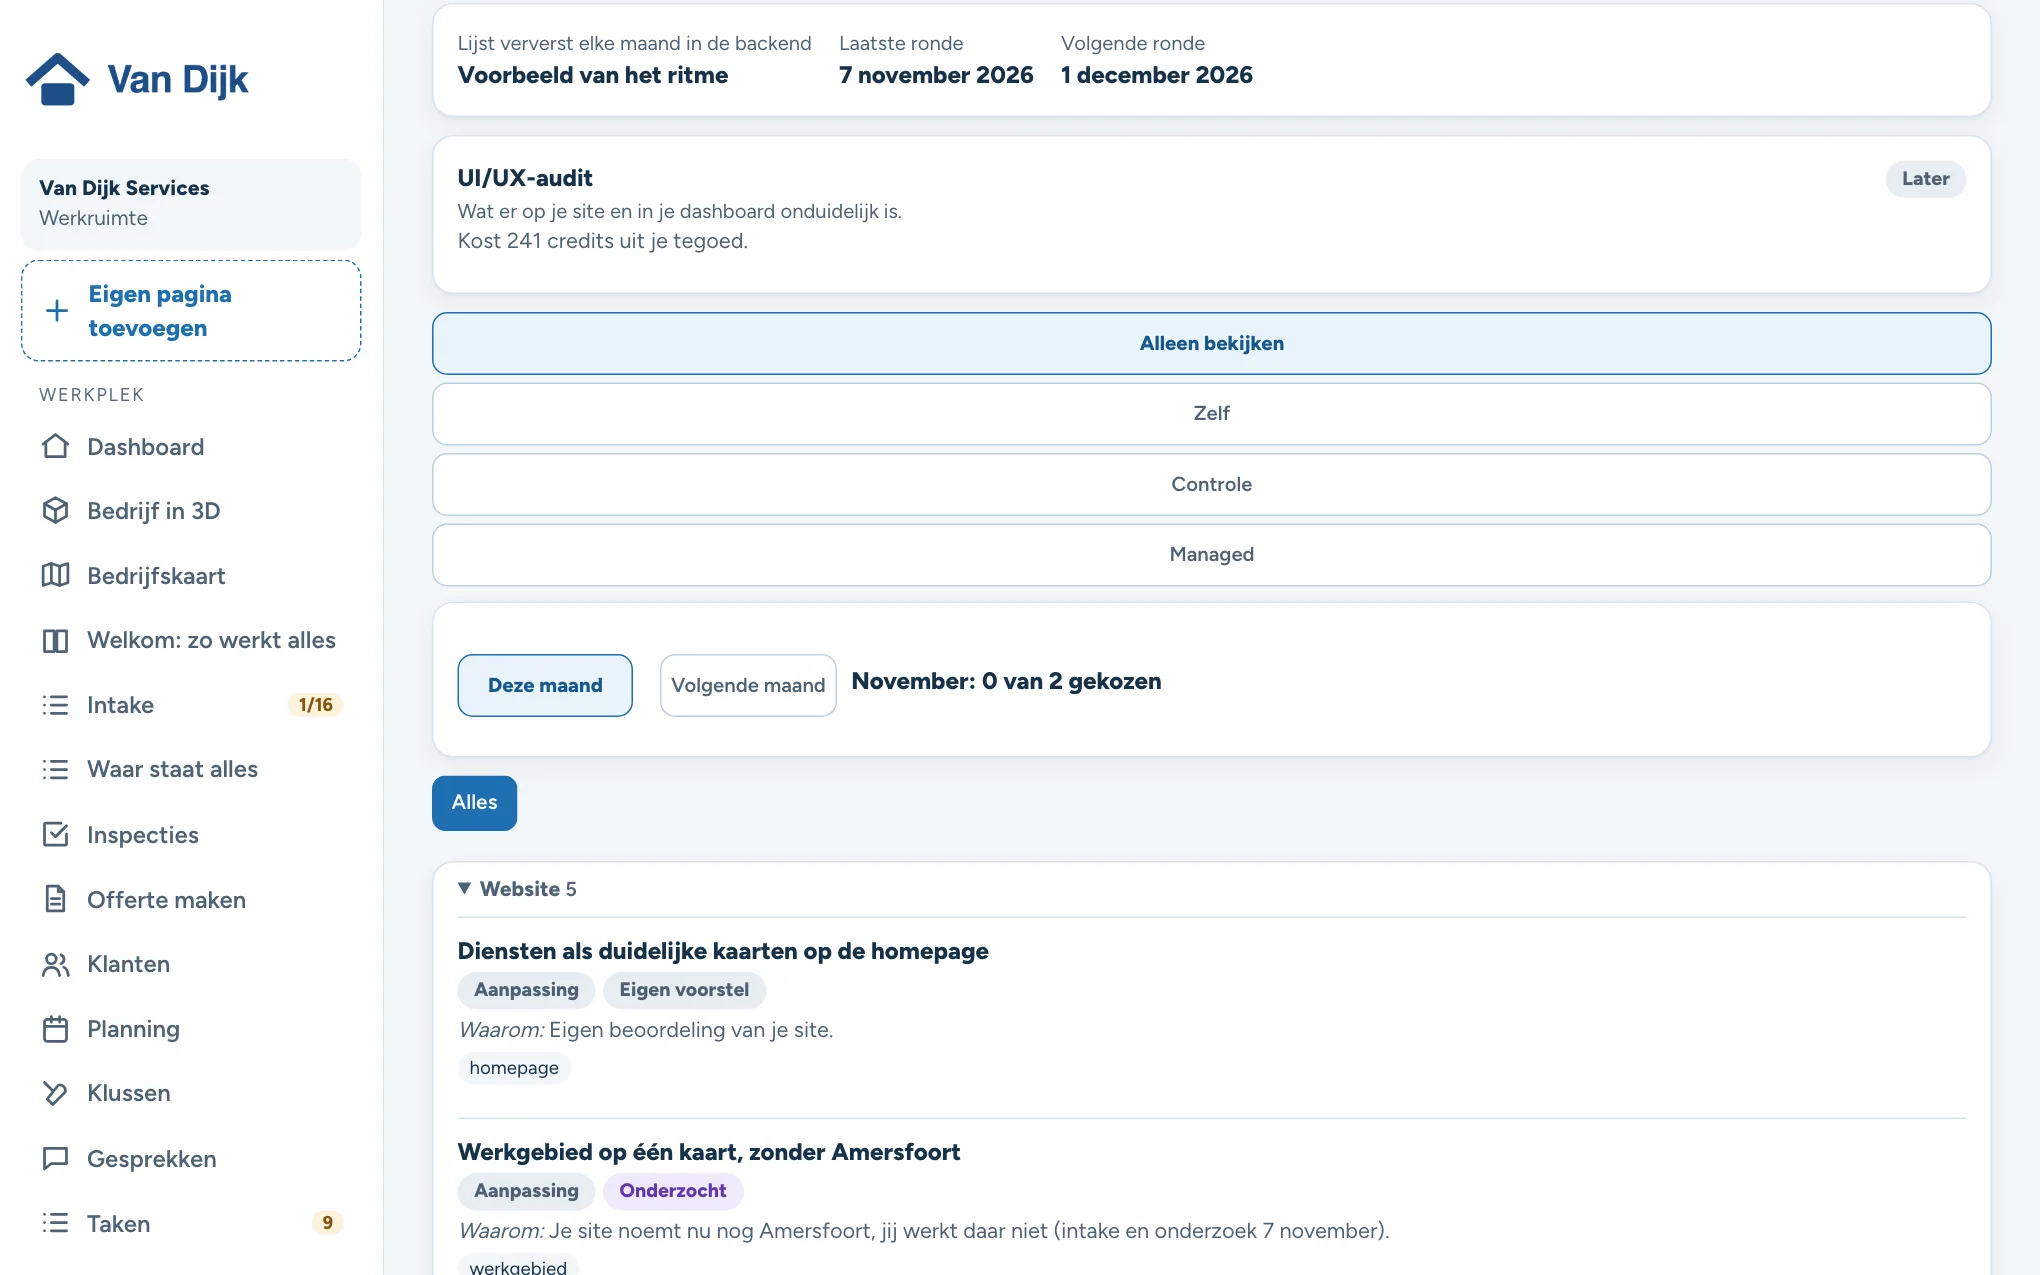 Van Dijk
Van Dijk Services
Werkruimte
Eigen pagina
toevoegen
WERKPLEK
Dashboard
Bedrijf in 3D
Bedrijfskaart
Welkom: zo werkt alles
Intake 1/16
Waar staat alles
Inspecties
Offerte maken
Klanten
Planning
Klussen
Gesprekken
Taken 9
Lijst ververst elke maand in de backend
Voorbeeld van het ritme
Laatste ronde
7 november 2026
Volgende ronde
1 december 2026
UI/UX-audit
Later
Wat er op je site en in je dashboard onduidelijk is.
Kost 241 credits uit je tegoed.
Alleen bekijken
Zelf
Controle
Managed
Deze maand
Volgende maand
November: 0 van 2 gekozen
Alles
Website 5
Diensten als duidelijke kaarten op de homepage
Aanpassing Eigen voorstel
Waarom: Eigen beoordeling van je site.
homepage
Werkgebied op één kaart, zonder Amersfoort
Aanpassing Onderzocht
Waarom: Je site noemt nu nog Amersfoort, jij werkt daar niet (intake en onderzoek 7 november).
werkgebied